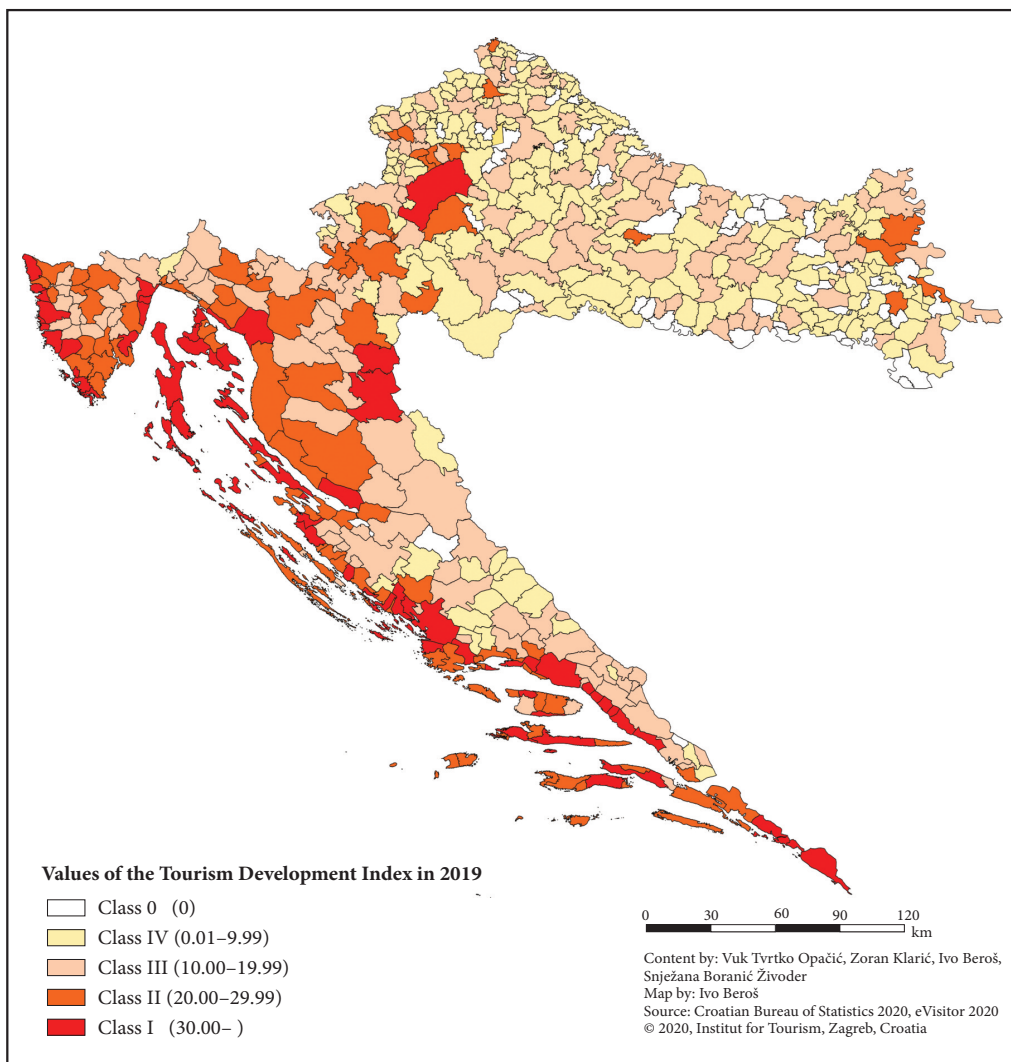 Values of the Tourism Development Index in 2019
Class 0 (0)
Class IV (0.01–9.99)
Class III (10.00–19.99)
Class II (20.00–29.99)
Class I (30.00– )
0 30 60 90 120
km
Content by: Vuk Tvrtko Opačić, Zoran Klarić, Ivo Beroš,
Snježana Boranić Živoder
Map by: Ivo Beroš
Source: Croatian Bureau of Statistics 2020, eVisitor 2020
© 2020, Institut for Tourism, Zagreb, Croatia